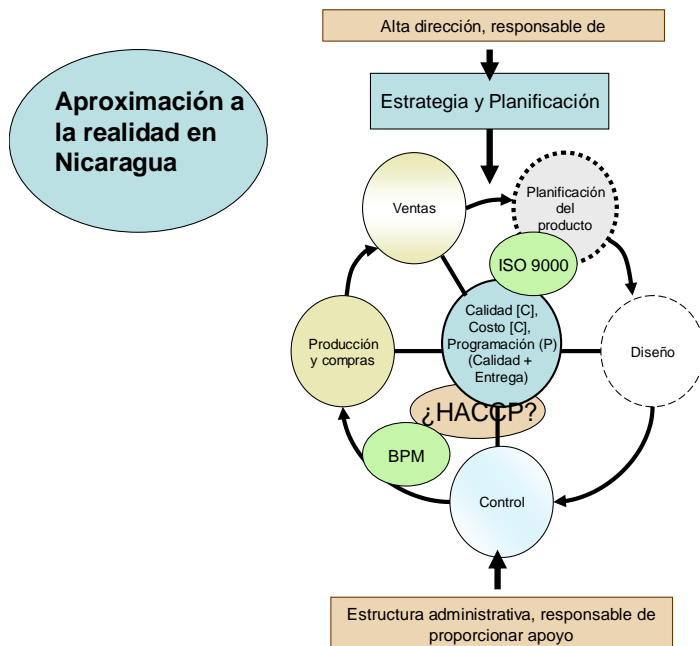 Alta dirección, responsable de
Aproximación a
la realidad en
Nicaragua
Estrategia y Planificación
Ventas
Planificación
del
producto
ISO 9000
Calidad [C],
Costo [C],
Programación (P)
(Calidad +
Entrega)
Producción
y compras
Diseño
¿HACCP?
BPM
Control
Estructura administrativa, responsable de
proporcionar apoyo